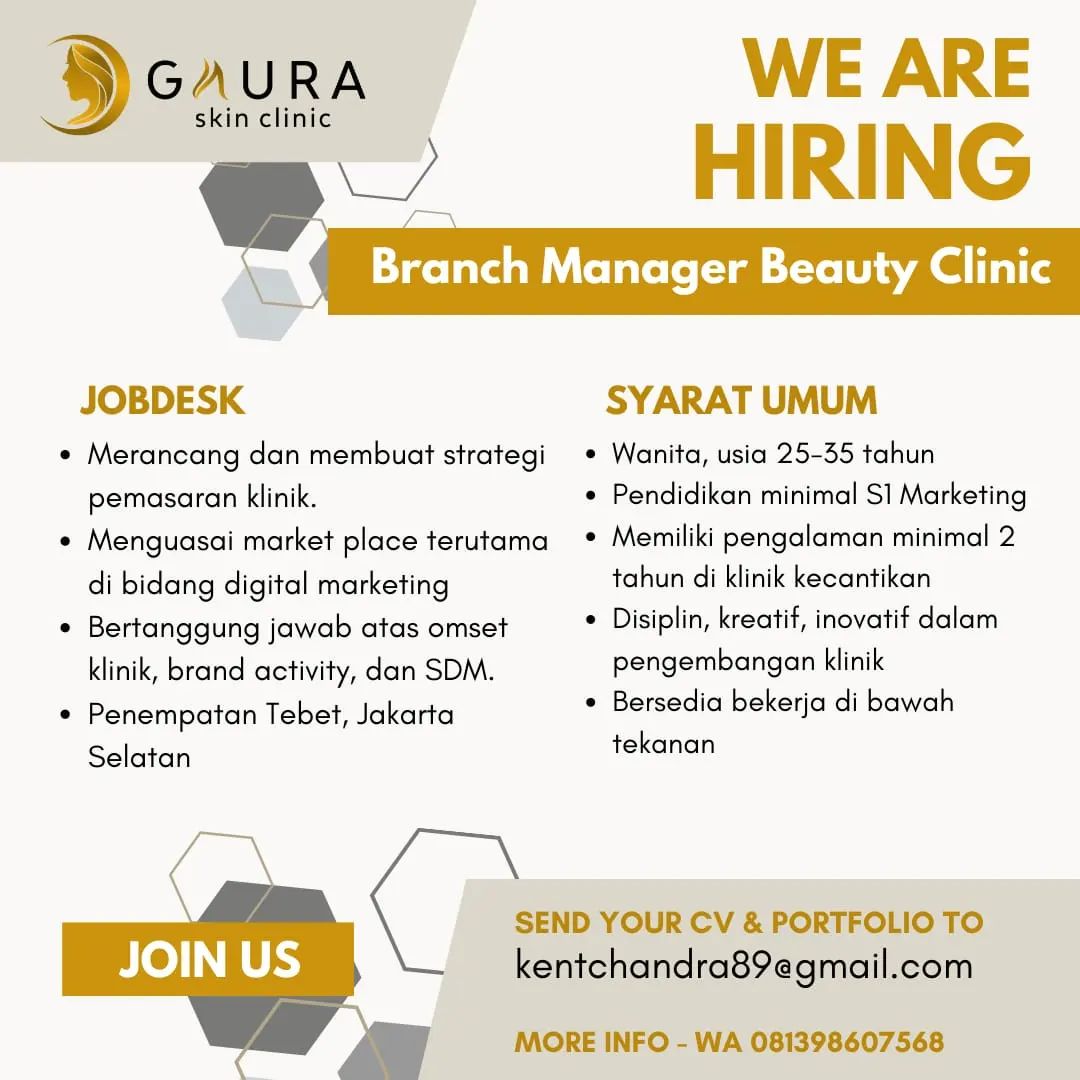 GAURA
skin clinic
WE ARE
HIRING
Branch Manager Beauty Clinic
JOBDESK
• Merancang dan membuat strategi
pemasaran klinik.
• Menguasai market place terutama
di bidang digital marketing
• Bertanggung jawab atas omset
klinik, brand activity, dan SDM.
• Penempatan Tebet, Jakarta
Selatan
SYARAT UMUM
• Wanita, usia 25-35 tahun
• Pendidikan minimal S1 Marketing
• Memiliki pengalaman minimal 2
tahun di klinik kecantikan
• Disiplin, kreatif, inovatif dalam
pengembangan klinik
• Bersedia bekerja di bawah
tekanan
JOIN US
SEND YOUR CV & PORTFOLIO TO
kentchandra89@gmail.com
MORE INFO - WA 081398607568